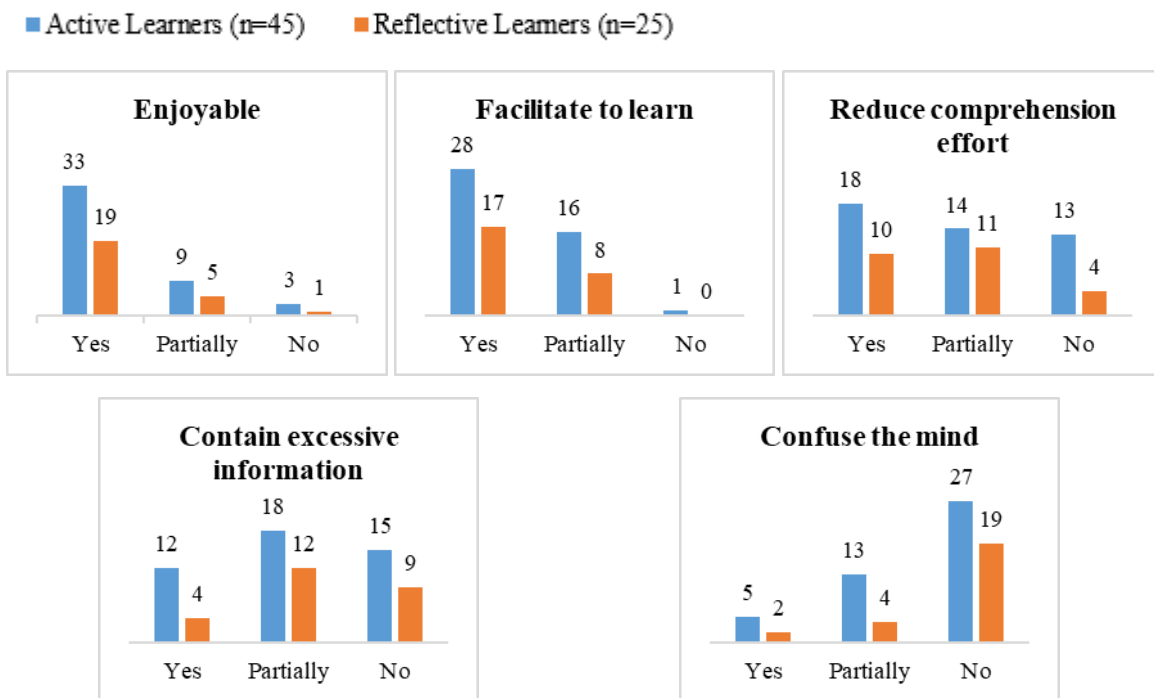 Active Learners (n=45) Reflective Learners (n=25)
Enjoyable
33
19
9
5
3
1
Yes Partially No
Facilitate to learn
28
17
16
8
1 0
Yes Partially No
Reduce comprehension
effort
18
10
14
11
13
4
Yes Partially No
Contain excessive
information
12
4
18
12
15
9
Yes Partially No
Confuse the mind
5
2
13
4
27
19
Yes Partially No